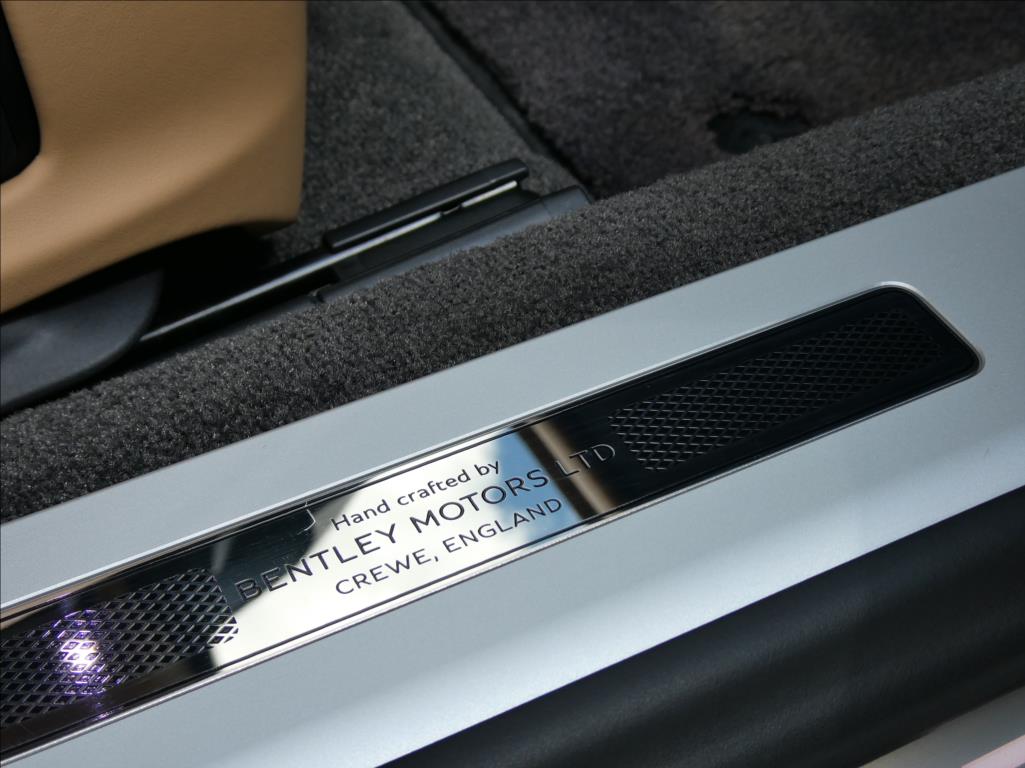 Hand crafted by
BENTLEY MOTORS LTD
CREWE, ENGLAND